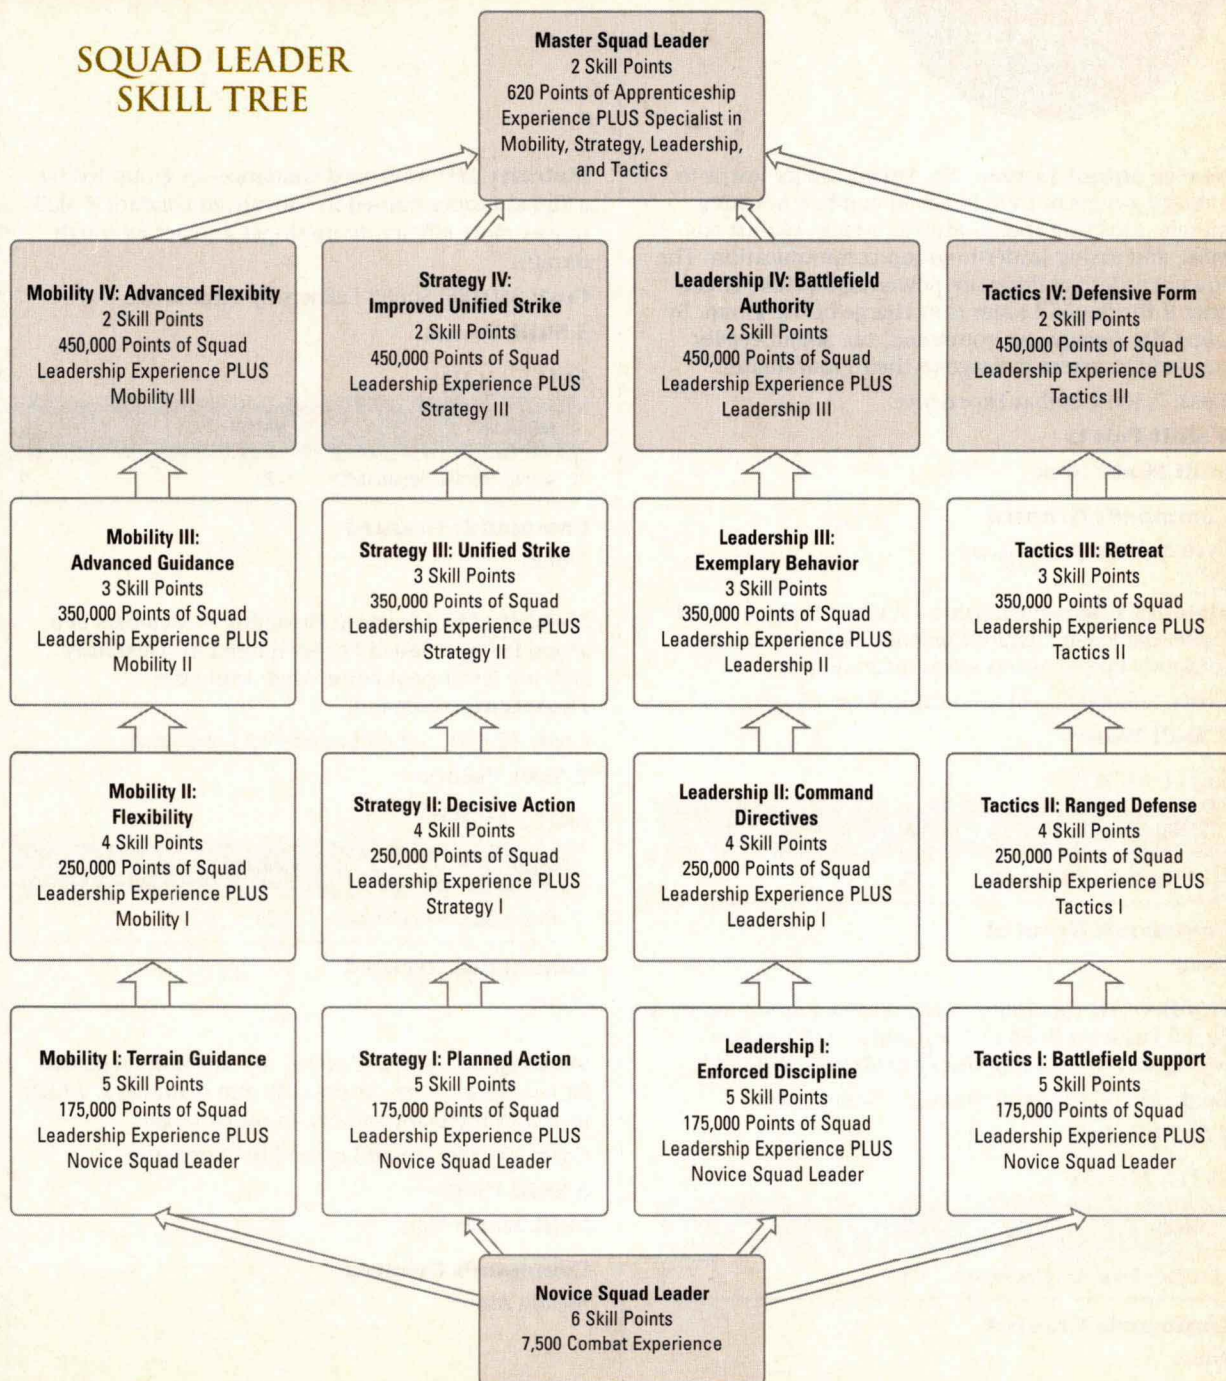 SQUAD LEADER
SKILL TREE
Master Squad Leader
2 Skill Points
620 Points of Apprenticeship
Experience PLUS Specialist in
Mobility, Strategy, Leadership,
and Tactics
Mobility IV: Advanced Flexibity
2 Skill Points
450,000 Points of Squad
Leadership Experience PLUS
Mobility III
Strategy IV:
Improved Unified Strike
2 Skill Points
450,000 Points of Squad
Leadership Experience PLUS
Strategy III
Leadership IV: Battlefield
Authority
2 Skill Points
450,000 Points of Squad
Leadership Experience PLUS
Leadership III
Tactics IV: Defensive Form
2 Skill Points
450,000 Points of Squad
Leadership Experience PLUS
Tactics III
Mobility III:
Advanced Guidance
3 Skill Points
350,000 Points of Squad
Leadership Experience PLUS
Mobility II
Strategy III: Unified Strike
3 Skill Points
350,000 Points of Squad
Leadership Experience PLUS
Strategy II
Leadership III:
Exemplary Behavior
3 Skill Points
350,000 Points of Squad
Leadership Experience PLUS
Leadership II
Tactics III: Retreat
3 Skill Points
350,000 Points of Squad
Leadership Experience PLUS
Tactics II
Mobility II:
Flexibility
4 Skill Points
250,000 Points of Squad
Leadership Experience PLUS
Mobility I
Strategy II: Decisive Action
4 Skill Points
250,000 Points of Squad
Leadership Experience PLUS
Strategy I
Leadership II: Command
Directives
4 Skill Points
250,000 Points of Squad
Leadership Experience PLUS
Leadership I
Tactics II: Ranged Defense
4 Skill Points
250,000 Points of Squad
Leadership Experience PLUS
Tactics I
Mobility I: Terrain Guidance
5 Skill Points
175,000 Points of Squad
Leadership Experience PLUS
Novice Squad Leader
Strategy I: Planned Action
5 Skill Points
175,000 Points of Squad
Leadership Experience PLUS
Novice Squad Leader
Leadership I:
Enforced Discipline
5 Skill Points
175,000 Points of Squad
Leadership Experience PLUS
Novice Squad Leader
Tactics I: Battlefield Support
5 Skill Points
175,000 Points of Squad
Leadership Experience PLUS
Novice Squad Leader
Novice Squad Leader
6 Skill Points
7,500 Combat Experience